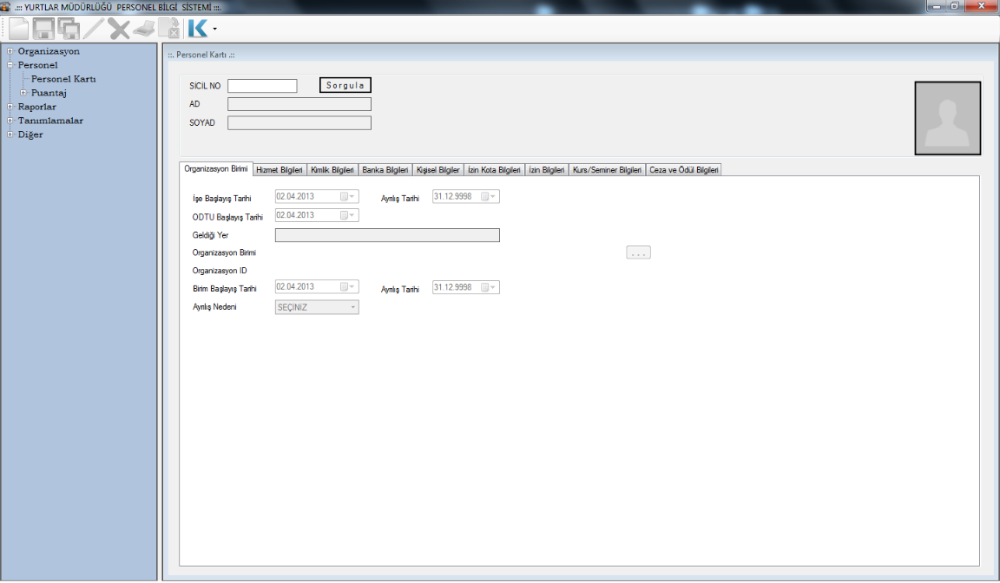 .::: YURTLAR MÜDÜRLÜĞÜ PERSONEL BİLGİ SİSTEMİ :::.
Organizasyon
Personel
Personel Kartı
Puantaj
Raporlar
Tanımlamalar
Diğer
::. Personel Kartı .::
SİCİL NO
Sorgula
AD
SOYAD
Organizasyon Birimi Hizmet Bilgileri Kimlik Bilgileri Banka Bilgileri Kişisel Bilgiler İzin Kota Bilgileri İzin Bilgileri Kurs/Seminer Bilgileri Ceza ve Ödül Bilgileri
İşe Başlayış Tarihi 02.04.2013 Ayrılış Tarihi 31.12.9998
ODTU Başlayış Tarihi 02.04.2013
Geldiği Yer
Organizasyon Birimi ...
Organizasyon ID
Birim Başlayış Tarihi 02.04.2013 Ayrılış Tarihi 31.12.9998
Ayrılış Nedeni SEÇİNİZ